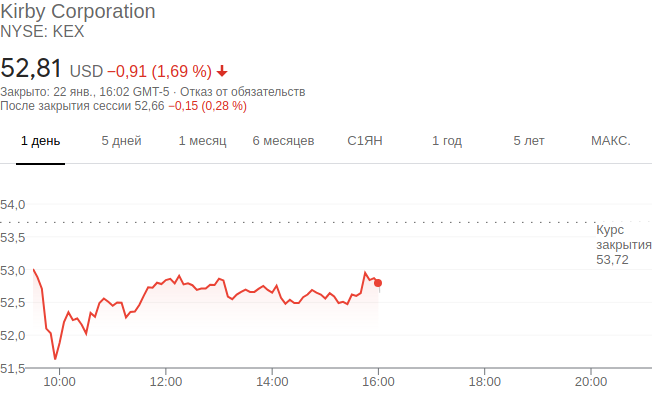 Kirby Corporation
NYSE: KEX
52,81 USD −0,91 (1,69 %)
Закрыто: 22 янв., 16:02 GMT-5 · Отказ от обязательств
После закрытия сессии 52,66 −0,15 (0,28 %)
1 день 5 дней 1 месяц 6 месяцев С1ЯН 1 год 5 лет МАКС.
54,0
53,5
53,0
52,5
52,0
51,5
Курс
закрытия
53,72
10:00 12:00 14:00 16:00 18:00 20:00